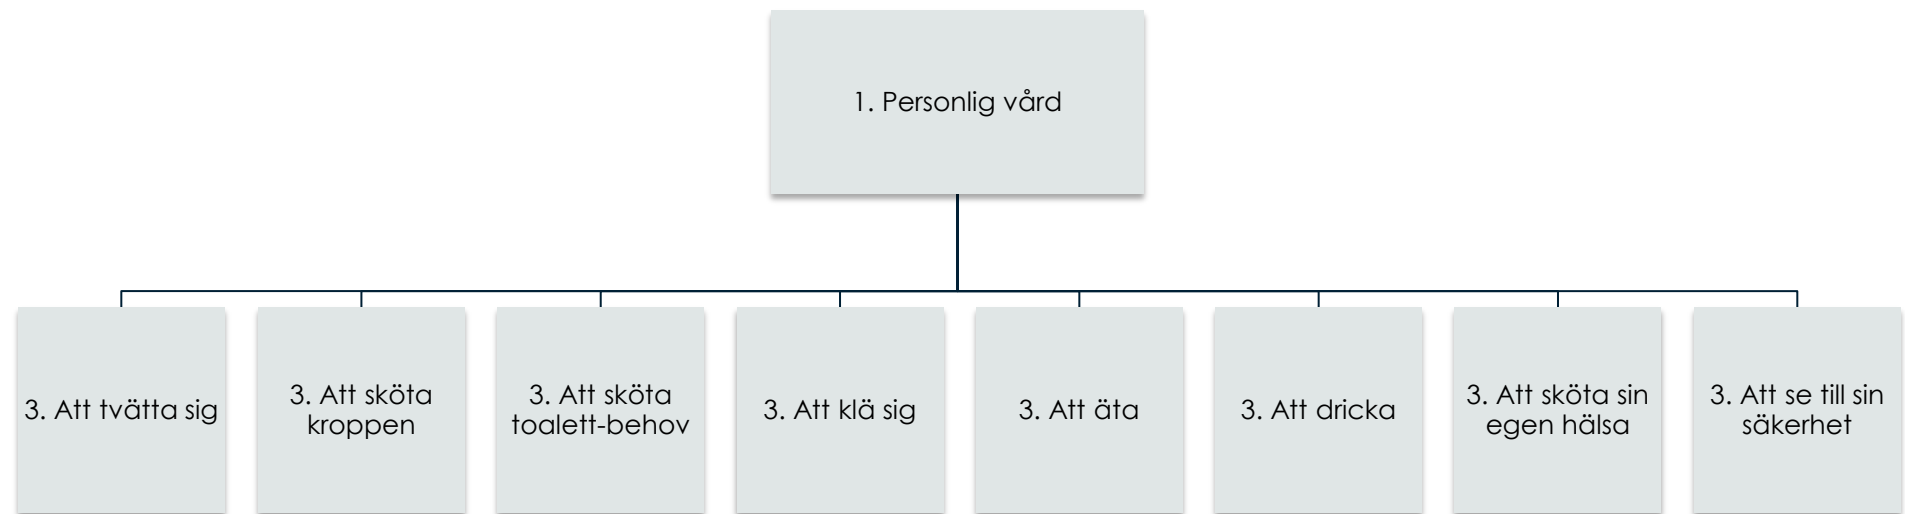 1. Personlig vård
3. Att tvätta sig
3. Att sköta
kroppen
3. Att sköta
toalett-behov
3. Att klä sig
3. Att äta
3. Att dricka
3. Att sköta sin
egen hälsa
3. Att se till sin
säkerhet